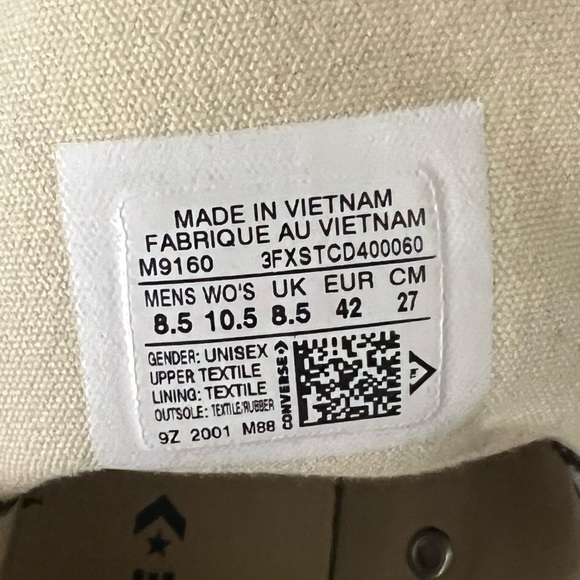 MADE IN VIETNAM
FABRIQUE AU VIETNAM
M9160 3FXSTCD400060
MENS WO'S UK EUR CM
8.5 10.5 8.5 42 27
GENDER: UNISEX
UPPER TEXTILE
LINING: TEXTILE
OUTSOLE: TEXTILE/RUBBER
9Z 2001 M88
CONVERSE